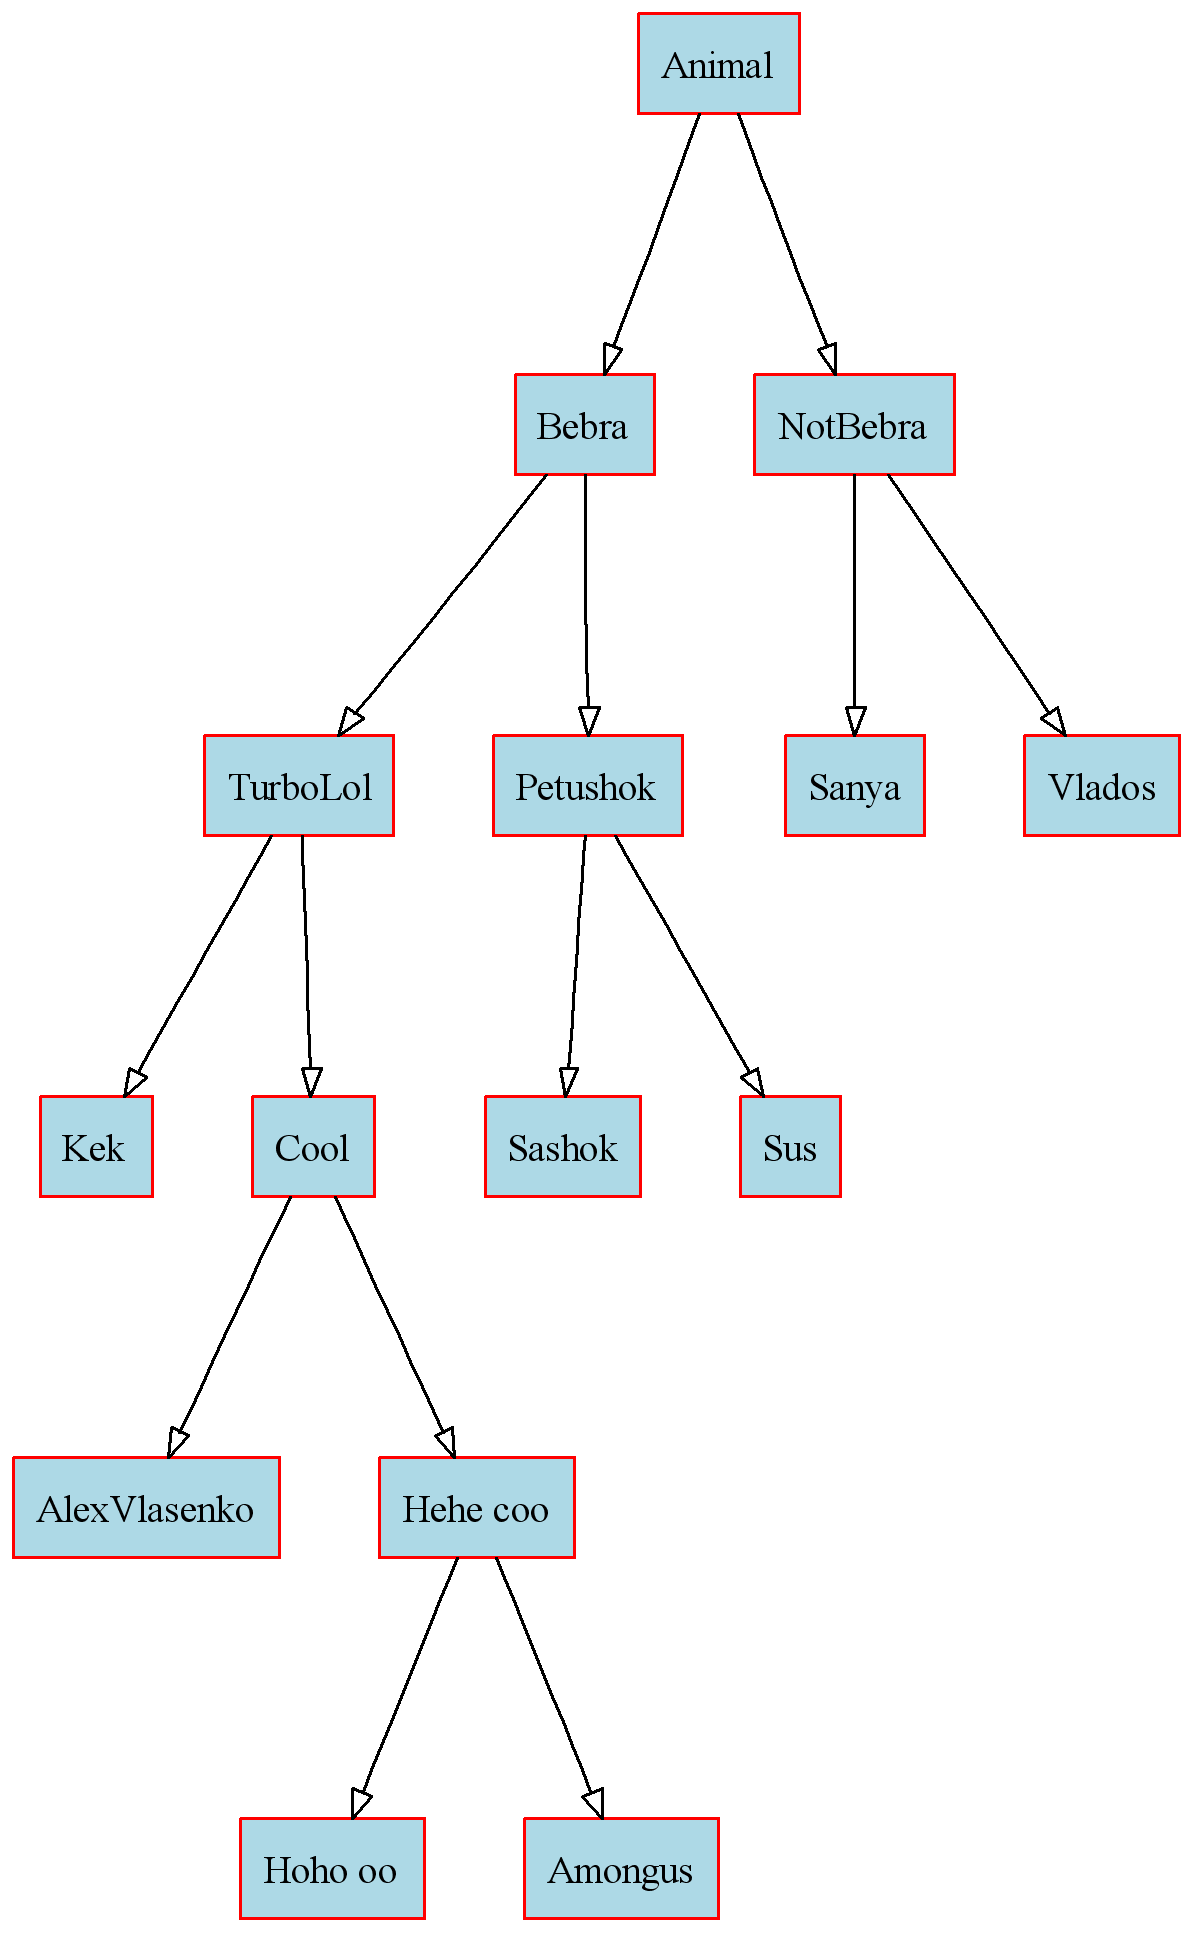 Animal
Bebra
NotBebra
TurboLol
Petushok
Sanya
Vlados
Kek
Cool
Sashok
Sus
AlexVlasenko
Hehe coo
Hoho oo
Amongus